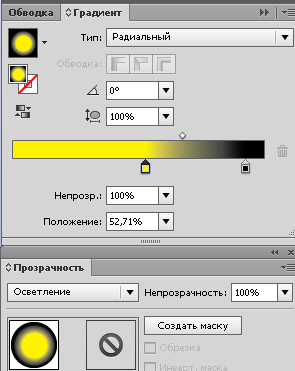 Обводка Градиент
Тип: Радиальный
Обводка:
0°
100%
Непрозр.: 100%
Положение: 52,71%
Прозрачность
Осветление Непрозрачность: 100%
Создать маску
Обрезка
Инверт. маска